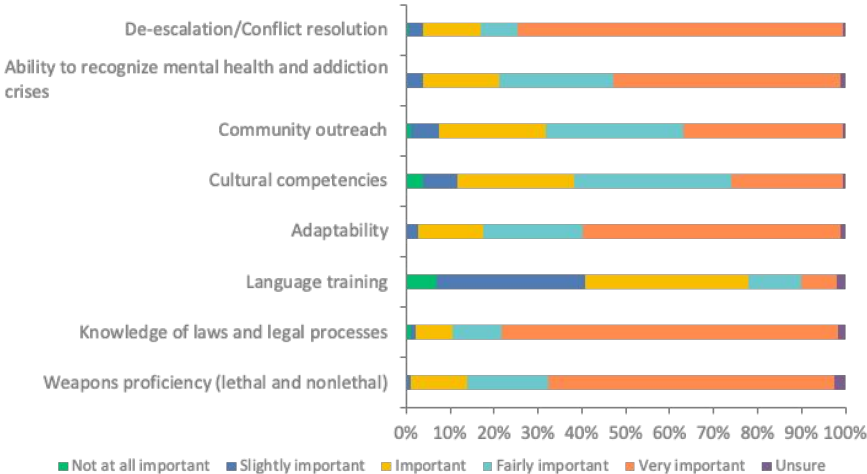 De-escalation/Conflict resolution
Ability to recognize mental health and addiction
crises
Community outreach
Cultural competencies
Adaptability
Language training
Knowledge of laws and legal processes
Weapons proficiency (lethal and nonlethal)
0% 10% 20% 30% 40% 50% 60% 70% 80% 90% 100%
Not at all important Slightly important Important Fairly important Very important Unsure